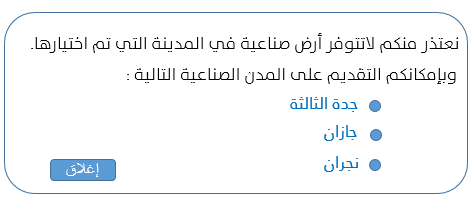 نعتذر منكم لاتتوفر أرض صناعية في المدينة التي تم اختيارها.
وبإمكانكم التقديم على المدن الصناعية التالية :
جدة الثالثة
جازان
نجران
إغلاق